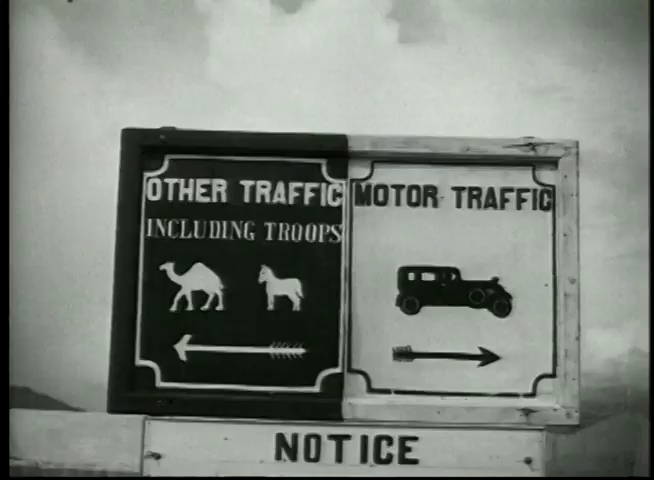 OTHER TRAFFIC
INCLUDING TROOPS
MOTOR TRAFFIC
NOTICE